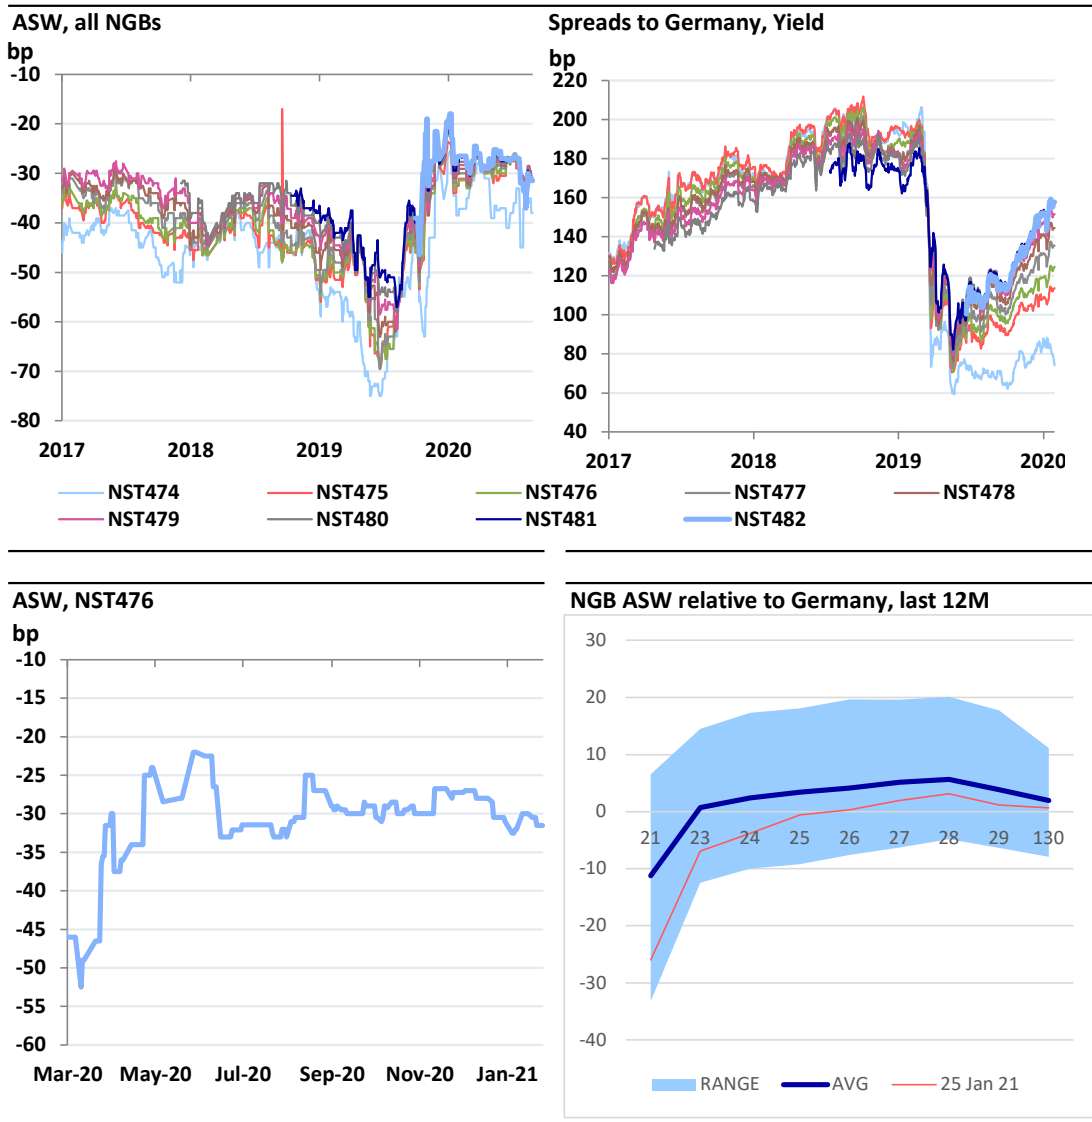 ASW, all NGBs
bp
-10
-20
-30
-40
-50
-60
-70
-80
2017 2018 2019 2020
Spreads to Germany, Yield
bp
220
200
180
160
140
120
100
80
60
40
2017 2018 2019 2020
NST474 NST475 NST476 NST477 NST478
NST479 NST480 NST481 NST482
ASW, NST476
bp
-10
-15
-20
-25
-30
-35
-40
-45
-50
-55
-60
Mar-20 May-20 Jul-20 Sep-20 Nov-20 Jan-21
NGB ASW relative to Germany, last 12M
30
20
10
0
21 23 24 25 26 27 28 29 130
-10
-20
-30
-40
RANGE AVG 25 Jan 21